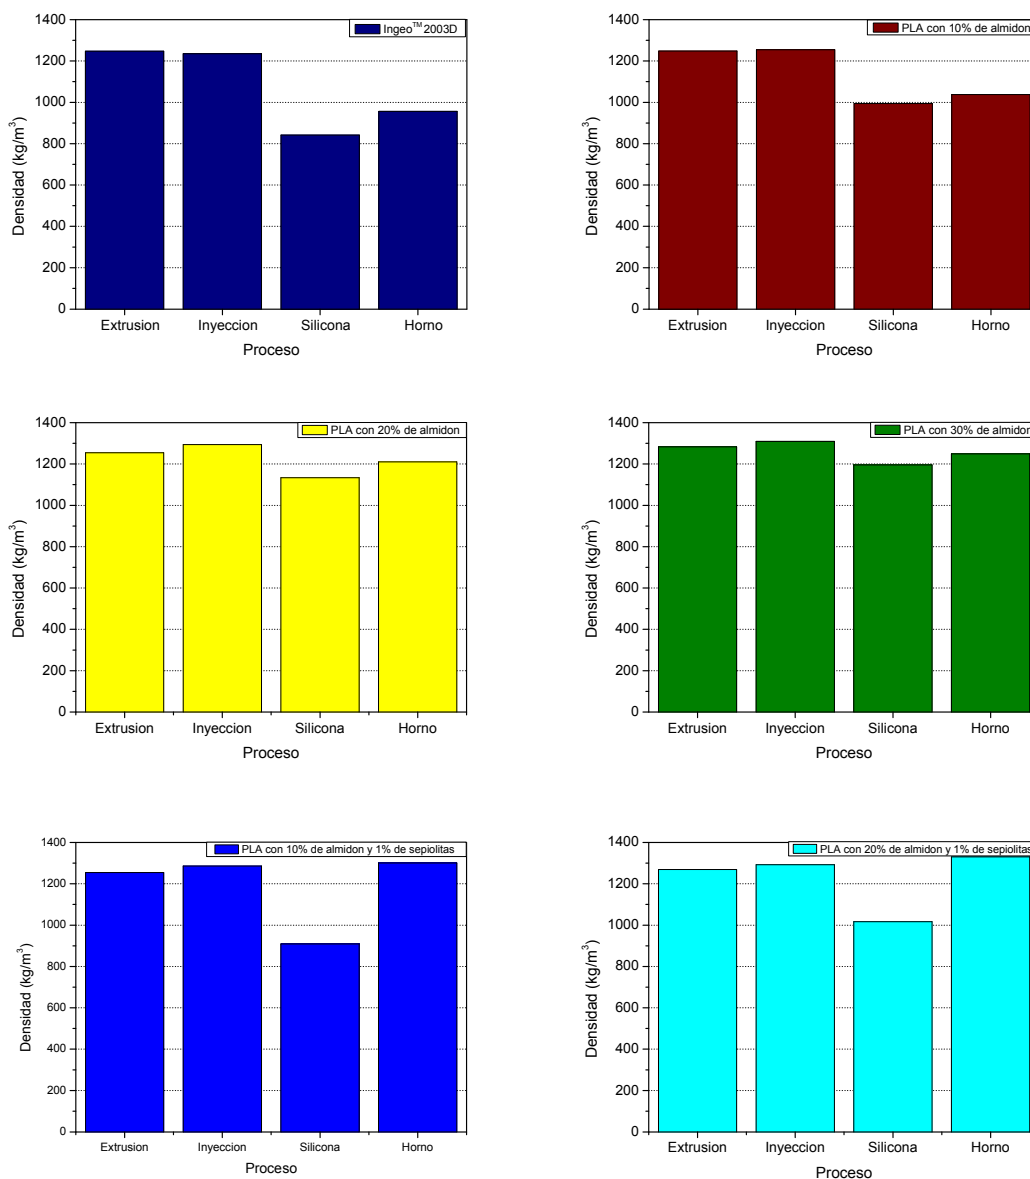 Ingeo™ 2003D
1400
1200
1000
800
600
400
200
0
Densidad (kg/m³)
Extrusion Inyeccion Silicona Horno
Proceso
PLA con 10% de almidon
1400
1200
1000
800
600
400
200
0
Densidad (kg/m³)
Extrusion Inyeccion Silicona Horno
Proceso
PLA con 20% de almidon
1400
1200
1000
800
600
400
200
0
Densidad (kg/m³)
Extrusion Inyeccion Silicona Horno
Proceso
PLA con 30% de almidon
1400
1200
1000
800
600
400
200
0
Densidad (kg/m³)
Extrusion Inyeccion Silicona Horno
Proceso
PLA con 10% de almidon y 1% de sepiolitas
1400
1200
1000
800
600
400
200
0
Densidad (kg/m³)
Extrusion Inyeccion Silicona Horno
Proceso
PLA con 20% de almidon y 1% de sepiolitas
1400
1200
1000
800
600
400
200
0
Densidad (kg/m³)
Extrusion Inyeccion Silicona Horno
Proceso